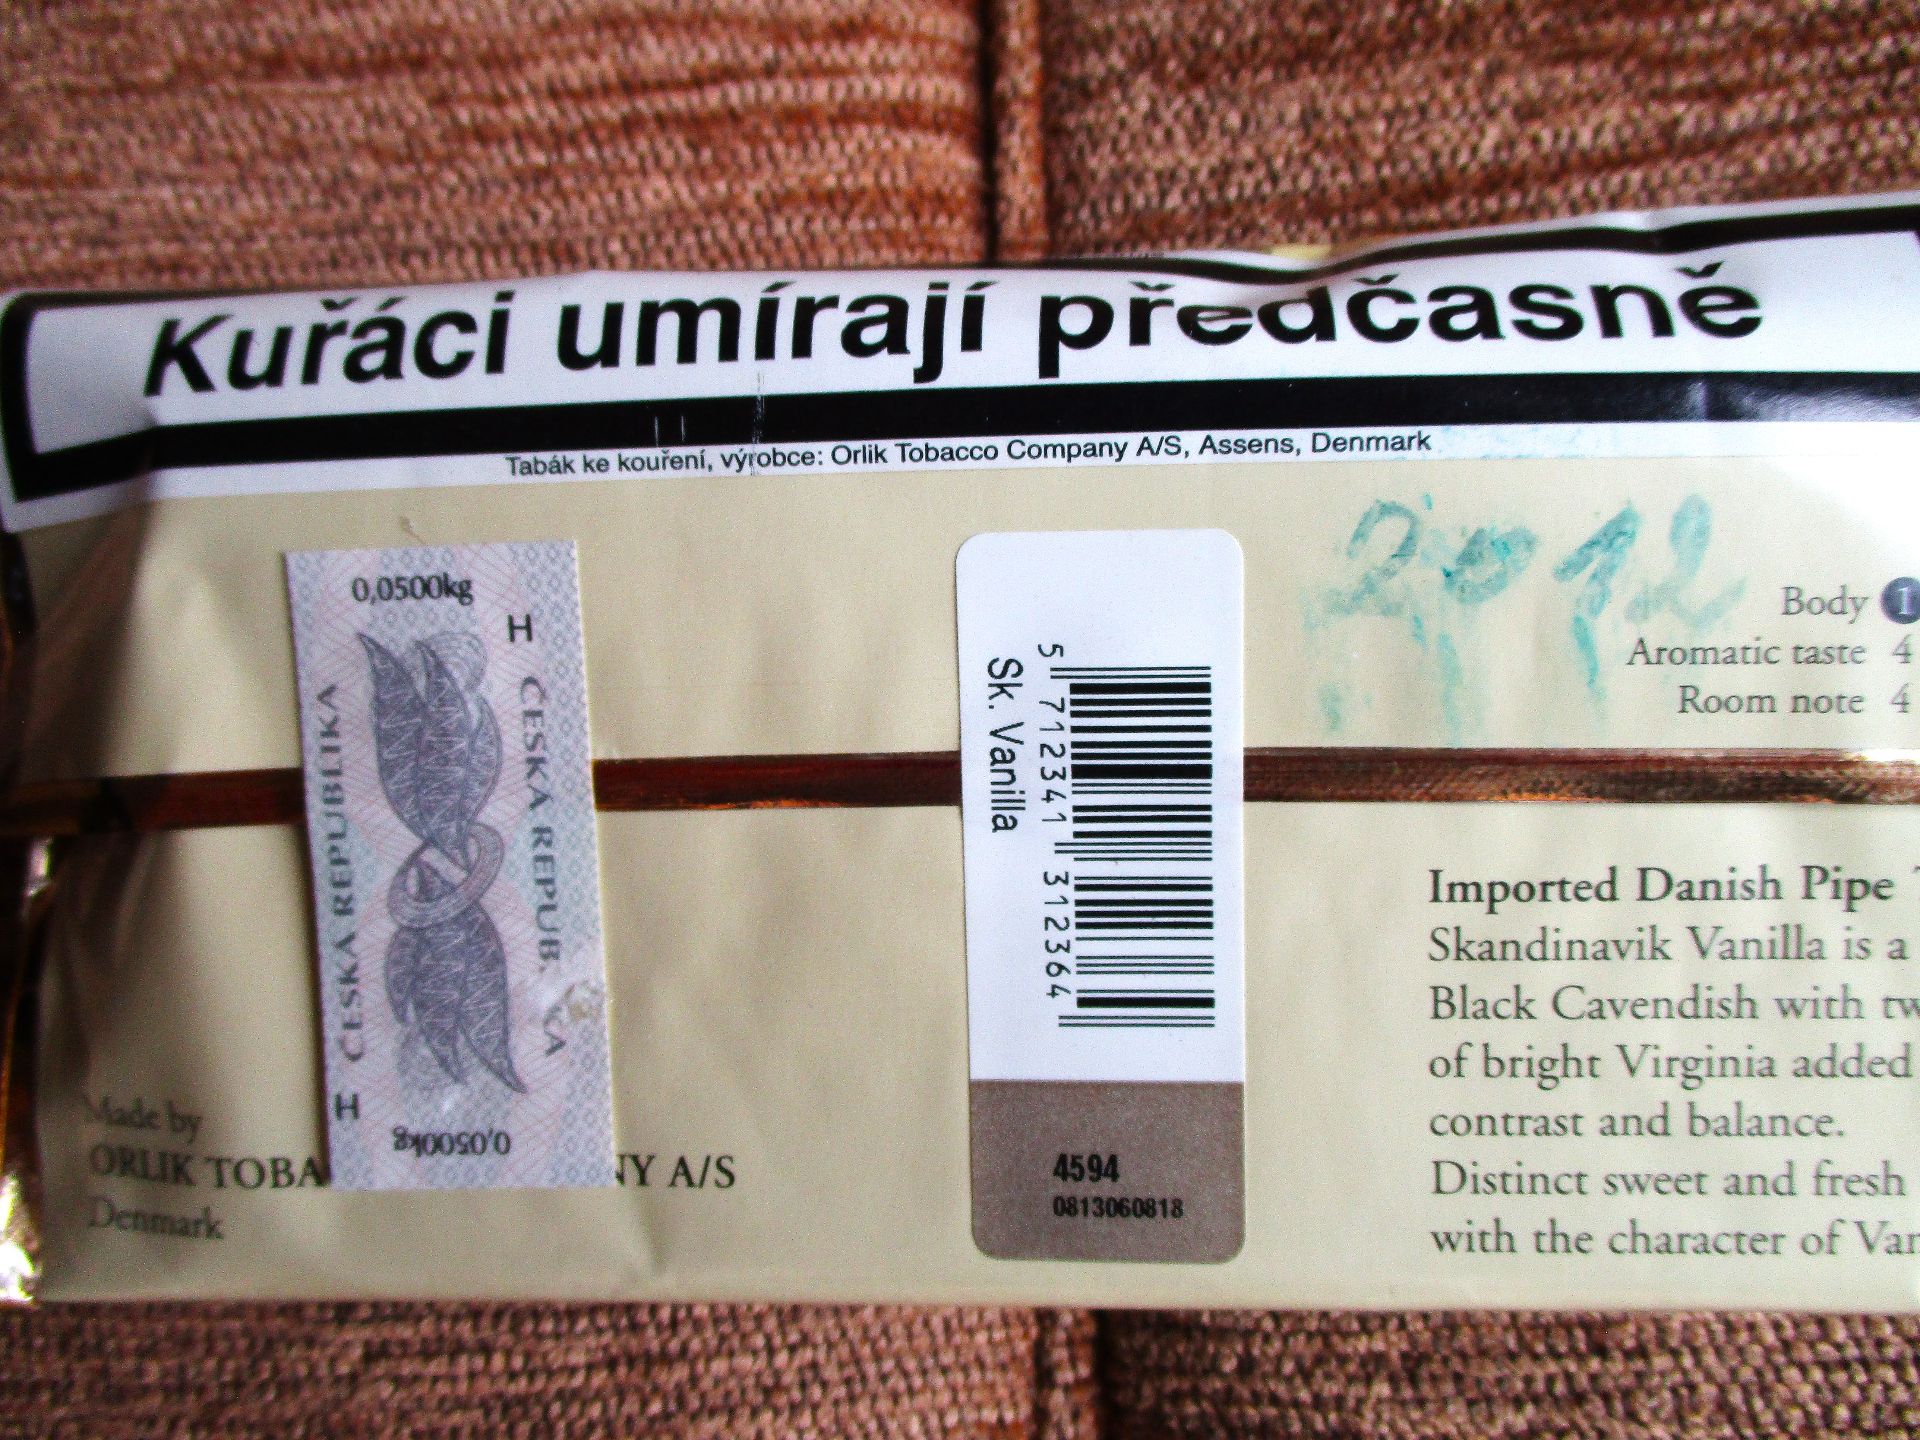 Kuřáci umírají předčasně
Tabák ke kouření, výrobce: Orlik Tobacco Company A/S, Assens, Denmark
2012
Body 1
Aromatic taste 4
Room note 4
0,0500kg
H
ČESKÁ REPUBLIKA
ČESKÁ REPUB
H
0,0500kg
Sk. Vanilla
5 712341 312364
4594
0813060818
Made by
ORLIK TOBA NY A/S
Denmark
Imported Danish Pipe
Skandinavik Vanilla is a
Black Cavendish with
of bright Virginia added
contrast and balance.
Distinct sweet and fresh
with the character of